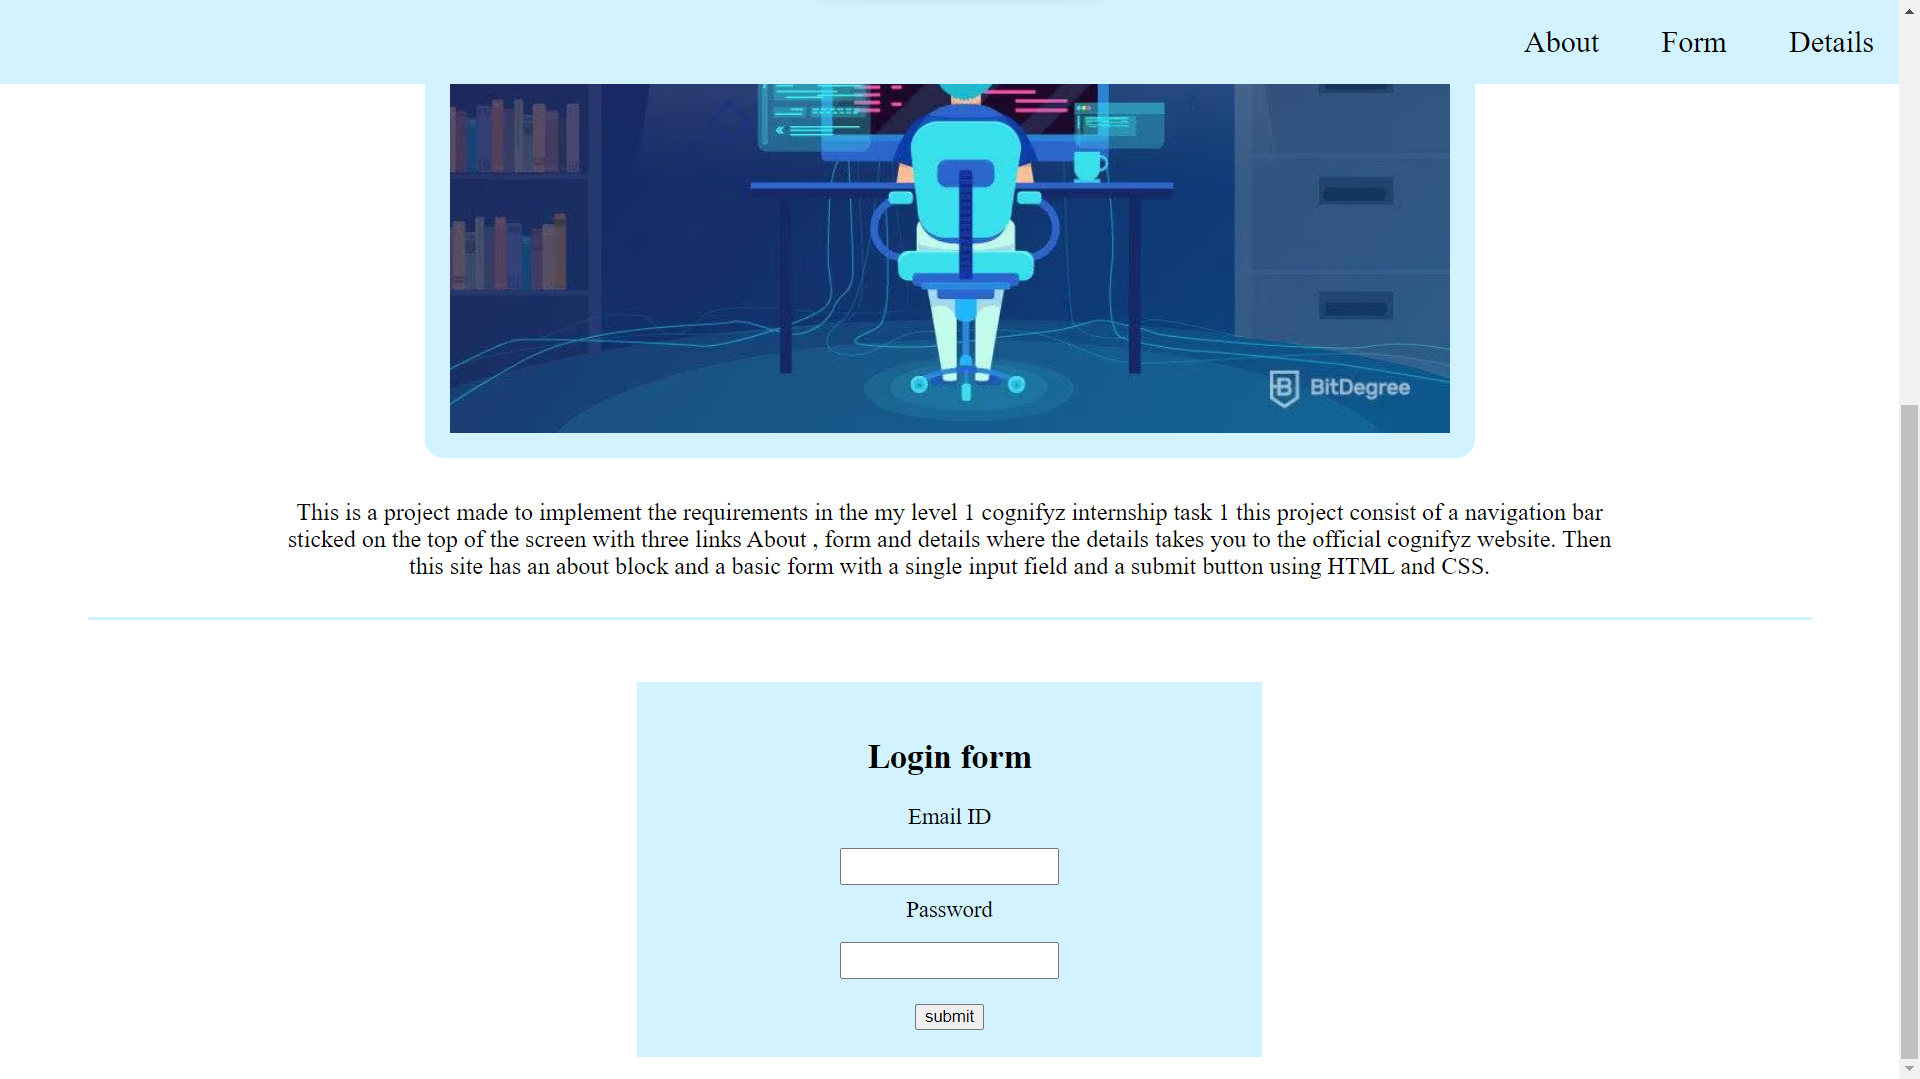 About Form Details
BitDegree
This is a project made to implement the requirements in the my level 1 cognifyz internship task 1 this project consist of a navigation bar
sticked on the top of the screen with three links About , form and details where the details takes you to the official cognifyz website. Then
this site has an about block and a basic form with a single input field and a submit button using HTML and CSS.
Login form
Email ID
Password
submit